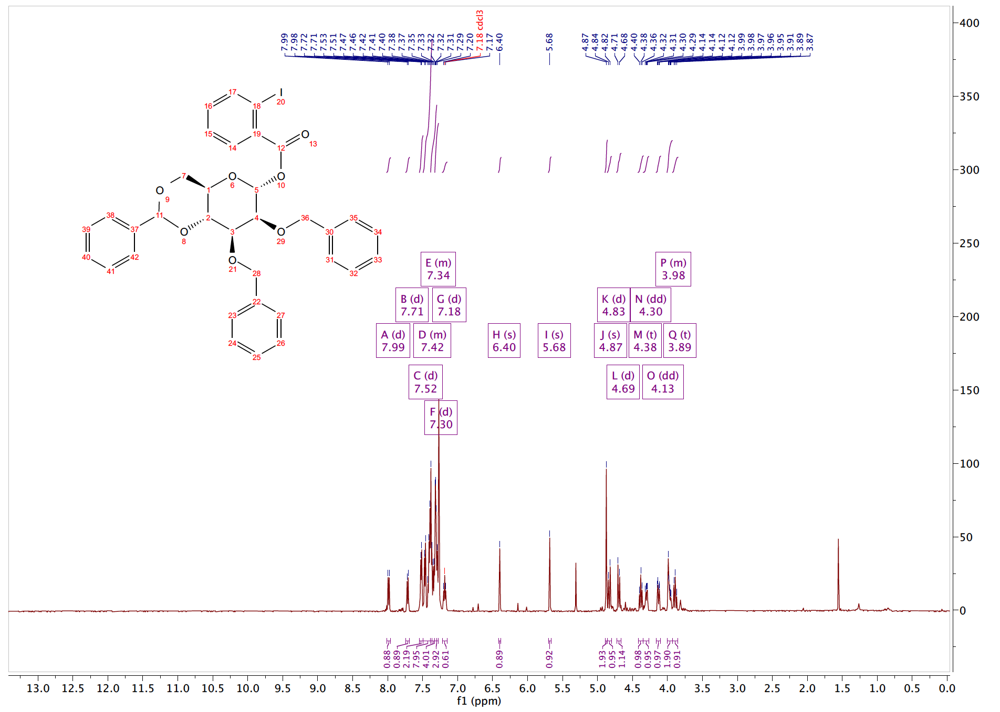 7.99 7.98 7.72 7.71 7.53 7.51 7.47 7.46 7.42 7.41 7.40 7.38 7.37 7.35 7.33 7.32 7.32 7.31 7.29 7.20 7.18 cdcl3 7.17 6.40 5.68 4.87 4.84 4.82 4.71 4.68 4.40 4.38 4.36 4.32 4.31 4.30 4.29 4.14 4.14 4.12 4.12 3.99 3.98 3.97 3.96 3.95 3.91 3.89 3.87
400
350
300
250
200
150
100
50
0
17 I
16 18 20
15 19 O
14 12 13
7 O O
O 1 6 5 10
9
38 11 2 4 36 35
39 37 O 3 O 30 34
8 29
40 42 O 31 33
41 21 28 32
22
23 27
24 26
25
E (m) P (m)
7.34 3.98
B (d) G (d) K (d) N (dd)
7.71 7.18 4.83 4.30
A (d) D (m) H (s) I (s) J (s) M (t) Q (t)
7.99 7.42 6.40 5.68 4.87 4.38 3.89
C (d) L (d) O (dd)
7.52 4.69 4.13
F (d)
7.30
0.88 0.89 2.19 7.95 4.01 2.92 0.61 0.89 0.92 1.93 0.95 1.14 0.98 0.95 0.97 1.90 0.91
13.0 12.5 12.0 11.5 11.0 10.5 10.0 9.5 9.0 8.5 8.0 7.5 7.0 6.5 6.0 5.5 5.0 4.5 4.0 3.5 3.0 2.5 2.0 1.5 1.0 0.5 0.0
f1 (ppm)